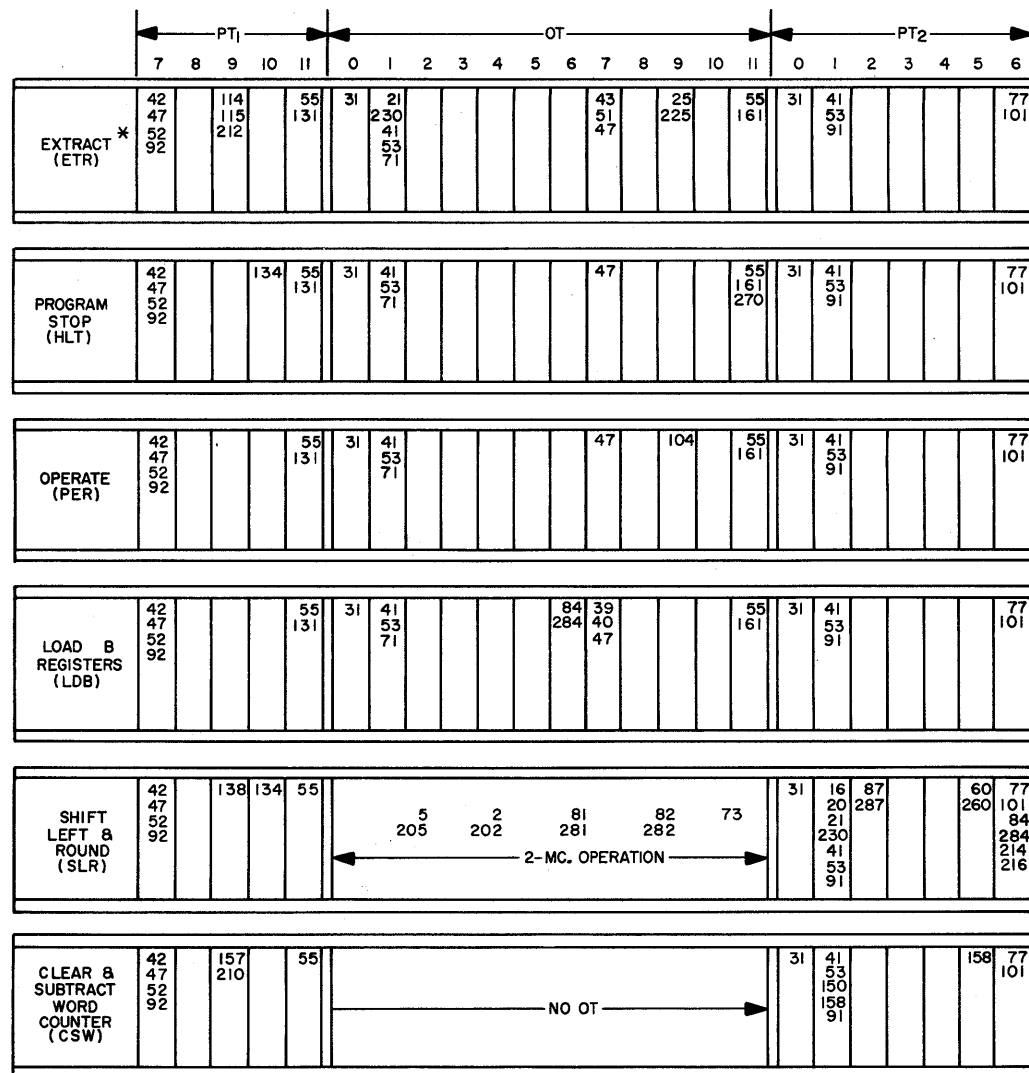 PT1 OT PT2
7 8 9 10 11 0 1 2 3 4 5 6 7 8 9 10 11 0 1 2 3 4 5 6
42 114 55 31 21 43 25 55 31 41 77
47 115 131 230 51 225 161 53 101
EXTRACT * 52 212 41 47 91
(ETR) 92 53
71
42 134 55 31 41 47 55 31 41 77
47 131 53 161 53 101
PROGRAM 52 71 270 91
STOP 92
(HLT)
42 55 31 41 47 104 55 31 41 77
47 131 53 161 53 101
OPERATE 52 71 91
(PER) 92
42 55 31 41 84 39 55 31 41 77
47 131 53 284 40 161 53 101
LOAD B 52 71 47 91
REGISTERS 92
(LDB)
42 138 134 55 31 16 87 60 77
47 5 2 81 82 73 20 287 260 101
SHIFT 52 205 202 281 282 21 84
LEFT & 92 230 284
ROUND 2-MC. OPERATION 41 214
(SLR) 53 216
91
42 157 55 31 41 158 77
CLEAR & 47 210 53 101
SUBTRACT 52 150
WORD 92 NO OT 158
COUNTER 91
(CSW)